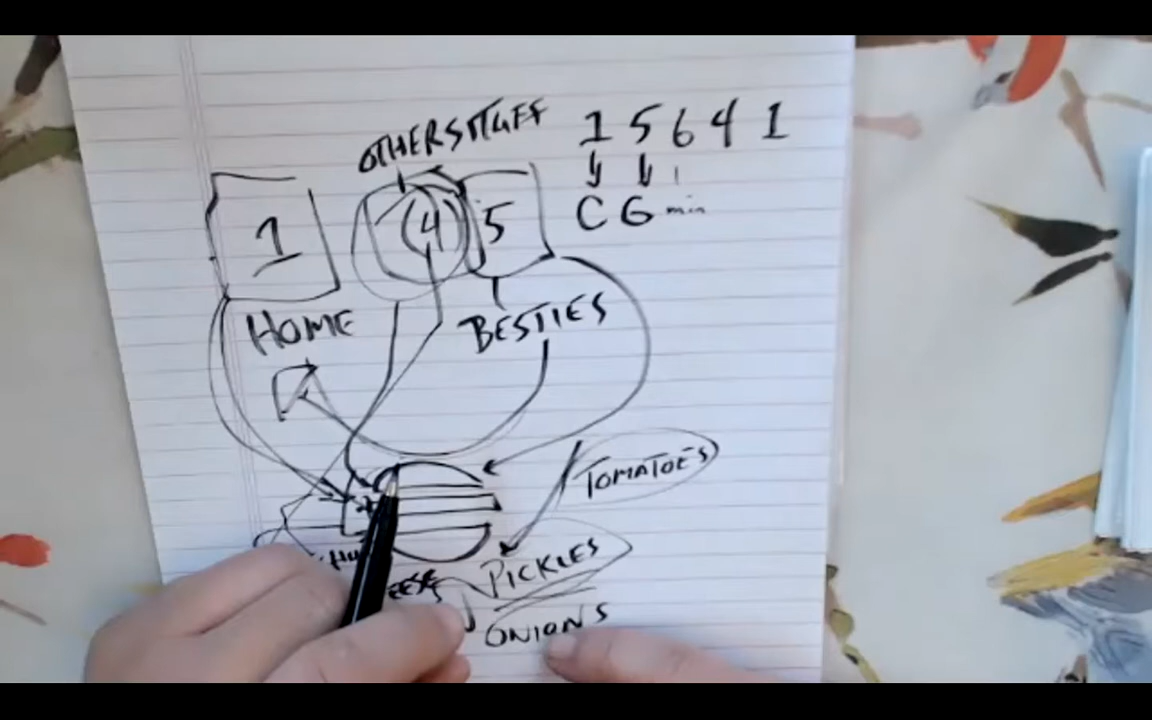 OTHERSTUFF
1 5 6 4 1
C G min
1 (4) 5
HOME
BESTIES
TOMATOES
PICKLES
ONIONS